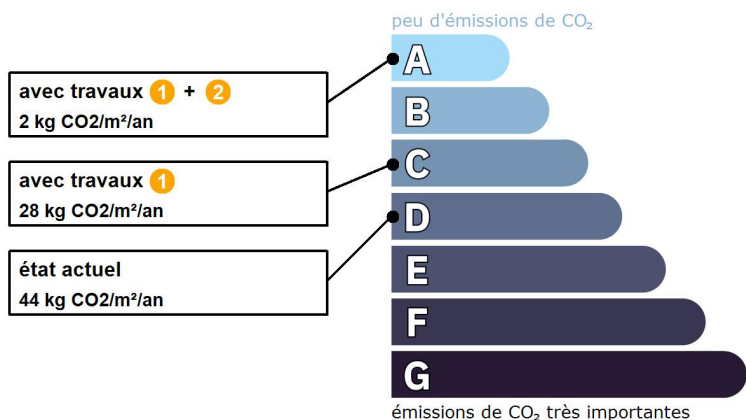 peu d'émissions de CO₂
A
avec travaux 1 + 2
2 kg CO2/m²/an
B
avec travaux 1
28 kg CO2/m²/an
C
D
état actuel
44 kg CO2/m²/an
E
F
G
émissions de CO₂ très importantes